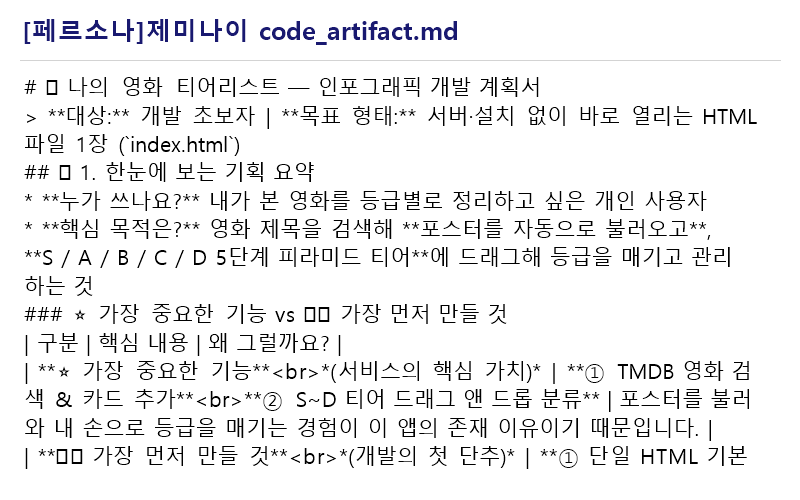 [페르소나]제미나이 code_artifact.md
# □ 나의 영화 티어리스트 — 인포그래픽 개발 계획서
> **대상:** 개발 초보자 | **목표 형태:** 서버·설치 없이 바로 열리는 HTML
파일 1장 (`index.html`)
## □ 1. 한눈에 보는 기획 요약
* **누가 쓰나요?** 내가 본 영화를 등급별로 정리하고 싶은 개인 사용자
* **핵심 목적은?** 영화 제목을 검색해 **포스터를 자동으로 불러오고**,
**S / A / B / C / D 5단계 피라미드 티어**에 드래그해 등급을 매기고 관리
하는 것
### ⭐ 가장 중요한 기능 vs □□ 가장 먼저 만들 것
| 구분 | 핵심 내용 | 왜 그럴까요? |
| **⭐ 가장 중요한 기능**<br>*(서비스의 핵심 가치)* | **① TMDB 영화 검
색 & 카드 추가**<br>**② S~D 티어 드래그 앤 드롭 분류** | 포스터를 불러
와 내 손으로 등급을 매기는 경험이 이 앱의 존재 이유이기 때문입니다. |
| **□□ 가장 먼저 만들 것**<br>*(개발의 첫 단추)* | **① 단일 HTML 기본